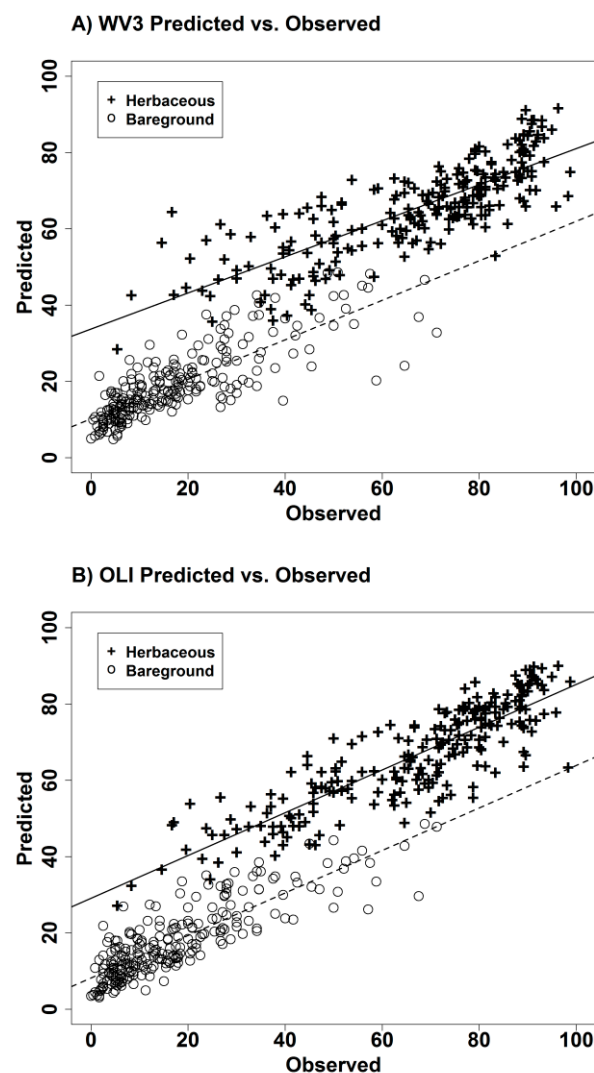 A) WV3 Predicted vs. Observed
100
80
60
40
20
0
Predicted
+ Herbaceous
○ Bareground
0 20 40 60 80 100
Observed
B) OLI Predicted vs. Observed
100
80
60
40
20
0
Predicted
+ Herbaceous
○ Bareground
0 20 40 60 80 100
Observed